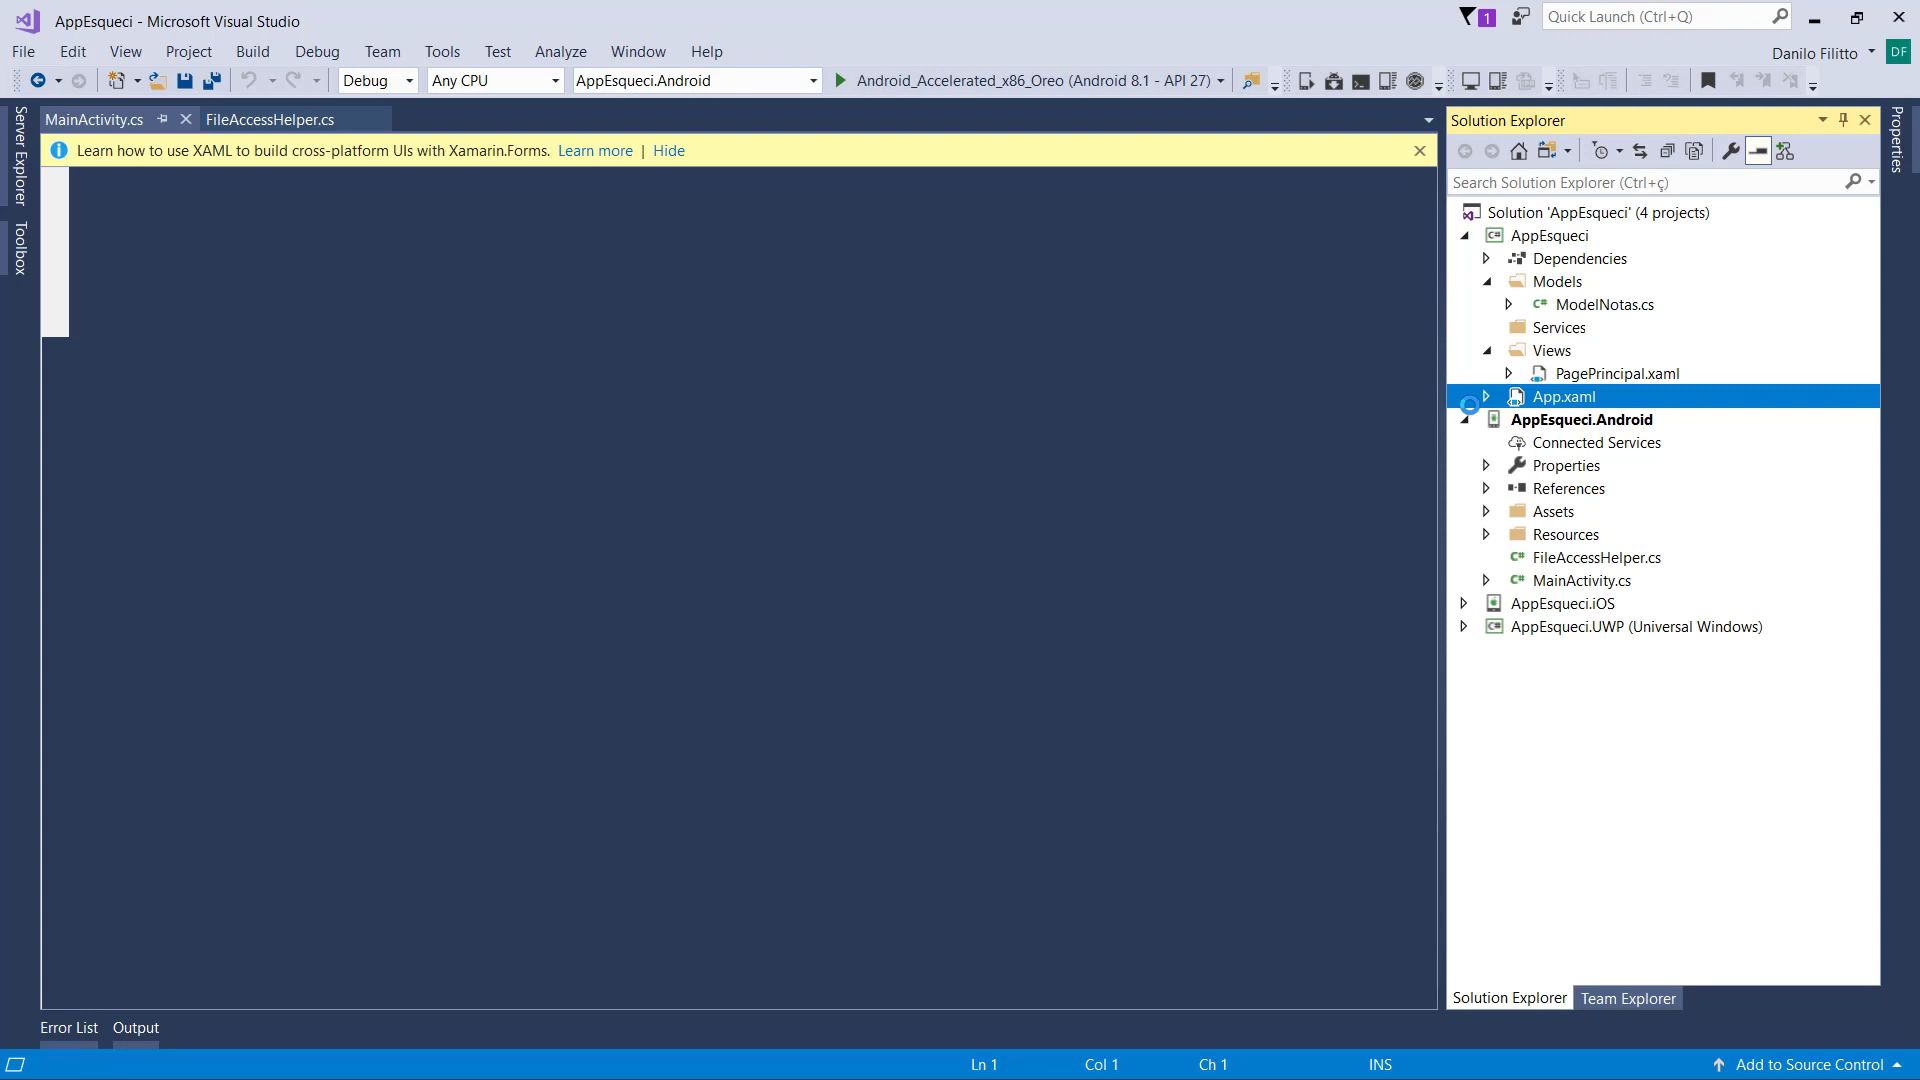 AppEsqueci - Microsoft Visual Studio
1
Quick Launch (Ctrl+Q)
File Edit View Project Build Debug Team Tools Test Analyze Window Help
Danilo Filitto DF
Debug Any CPU AppEsqueci.Android Android_Accelerated_x86_Oreo (Android 8.1 - API 27)
Server Explorer
Toolbox
MainActivity.cs FileAccessHelper.cs
Learn how to use XAML to build cross-platform UIs with Xamarin.Forms. Learn more | Hide
Solution Explorer
Search Solution Explorer (Ctrl+ç)
Solution 'AppEsqueci' (4 projects)
C# AppEsqueci
Dependencies
Models
C# ModelNotas.cs
Services
Views
PagePrincipal.xaml
App.xaml
AppEsqueci.Android
Connected Services
Properties
References
Assets
Resources
C# FileAccessHelper.cs
C# MainActivity.cs
AppEsqueci.iOS
C# AppEsqueci.UWP (Universal Windows)
Solution Explorer Team Explorer
Properties
Error List Output
Ln 1 Col 1 Ch 1 INS Add to Source Control